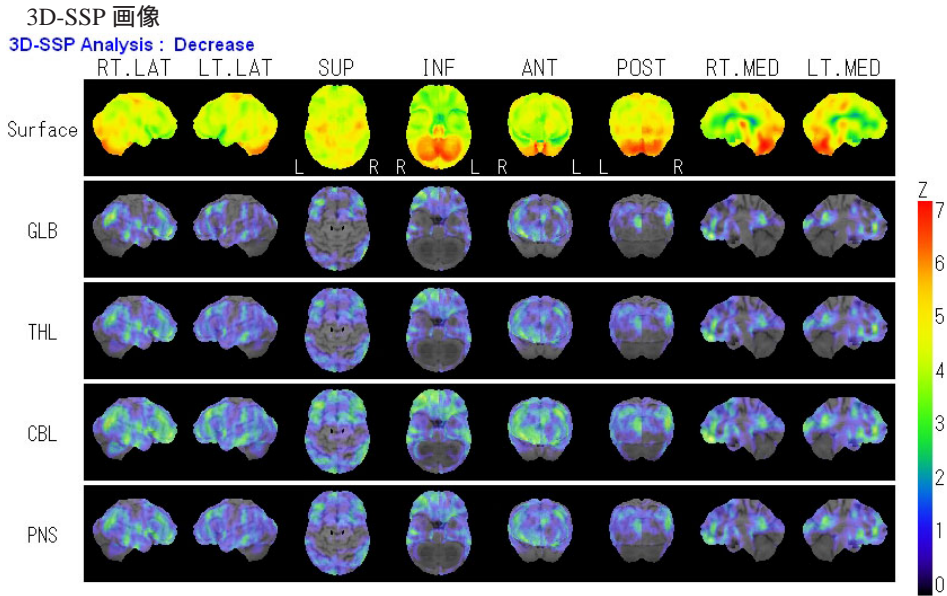 3D-SSP 画像
3D-SSP Analysis : Decrease
RT.LAT LT.LAT SUP INF ANT POST RT.MED LT.MED
Surface
L R R L R L L R
Z
GLB
7
6
THL
5
4
CBL
3
2
PNS
1
0